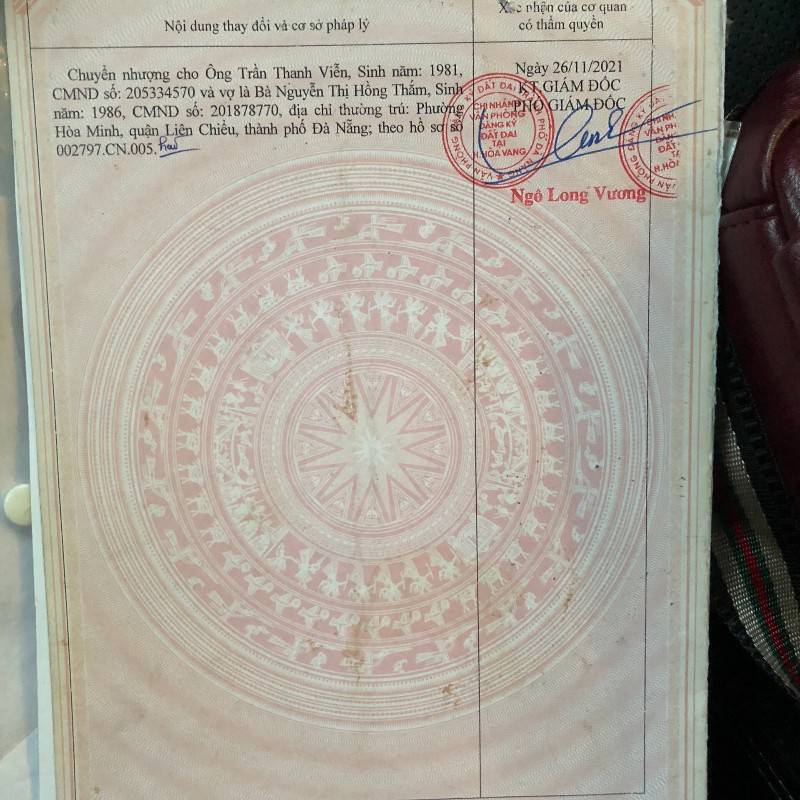 Nội dung thay đổi và cơ sở pháp lý
Xác nhận của cơ quan
có thẩm quyền
Chuyển nhượng cho Ông Trần Thanh Viễn, Sinh năm: 1981,
CMND số: 205334570 và vợ là Bà Nguyễn Thị Hồng Thắm, Sinh
năm: 1986, CMND số: 201878770, địa chỉ thường trú: Phường
Hòa Minh, quận Liên Chiểu, thành phố Đà Nẵng; theo hồ sơ số
002797.CN.005.
Ngày 26/11/2021
KT GIÁM ĐỐC
PHÓ GIÁM ĐỐC
CHI NHÁNH
VĂN PHÒNG
ĐĂNG KÝ
ĐẤT ĐAI
TẠI
H.HÒA VANG
Ngô Long Vương